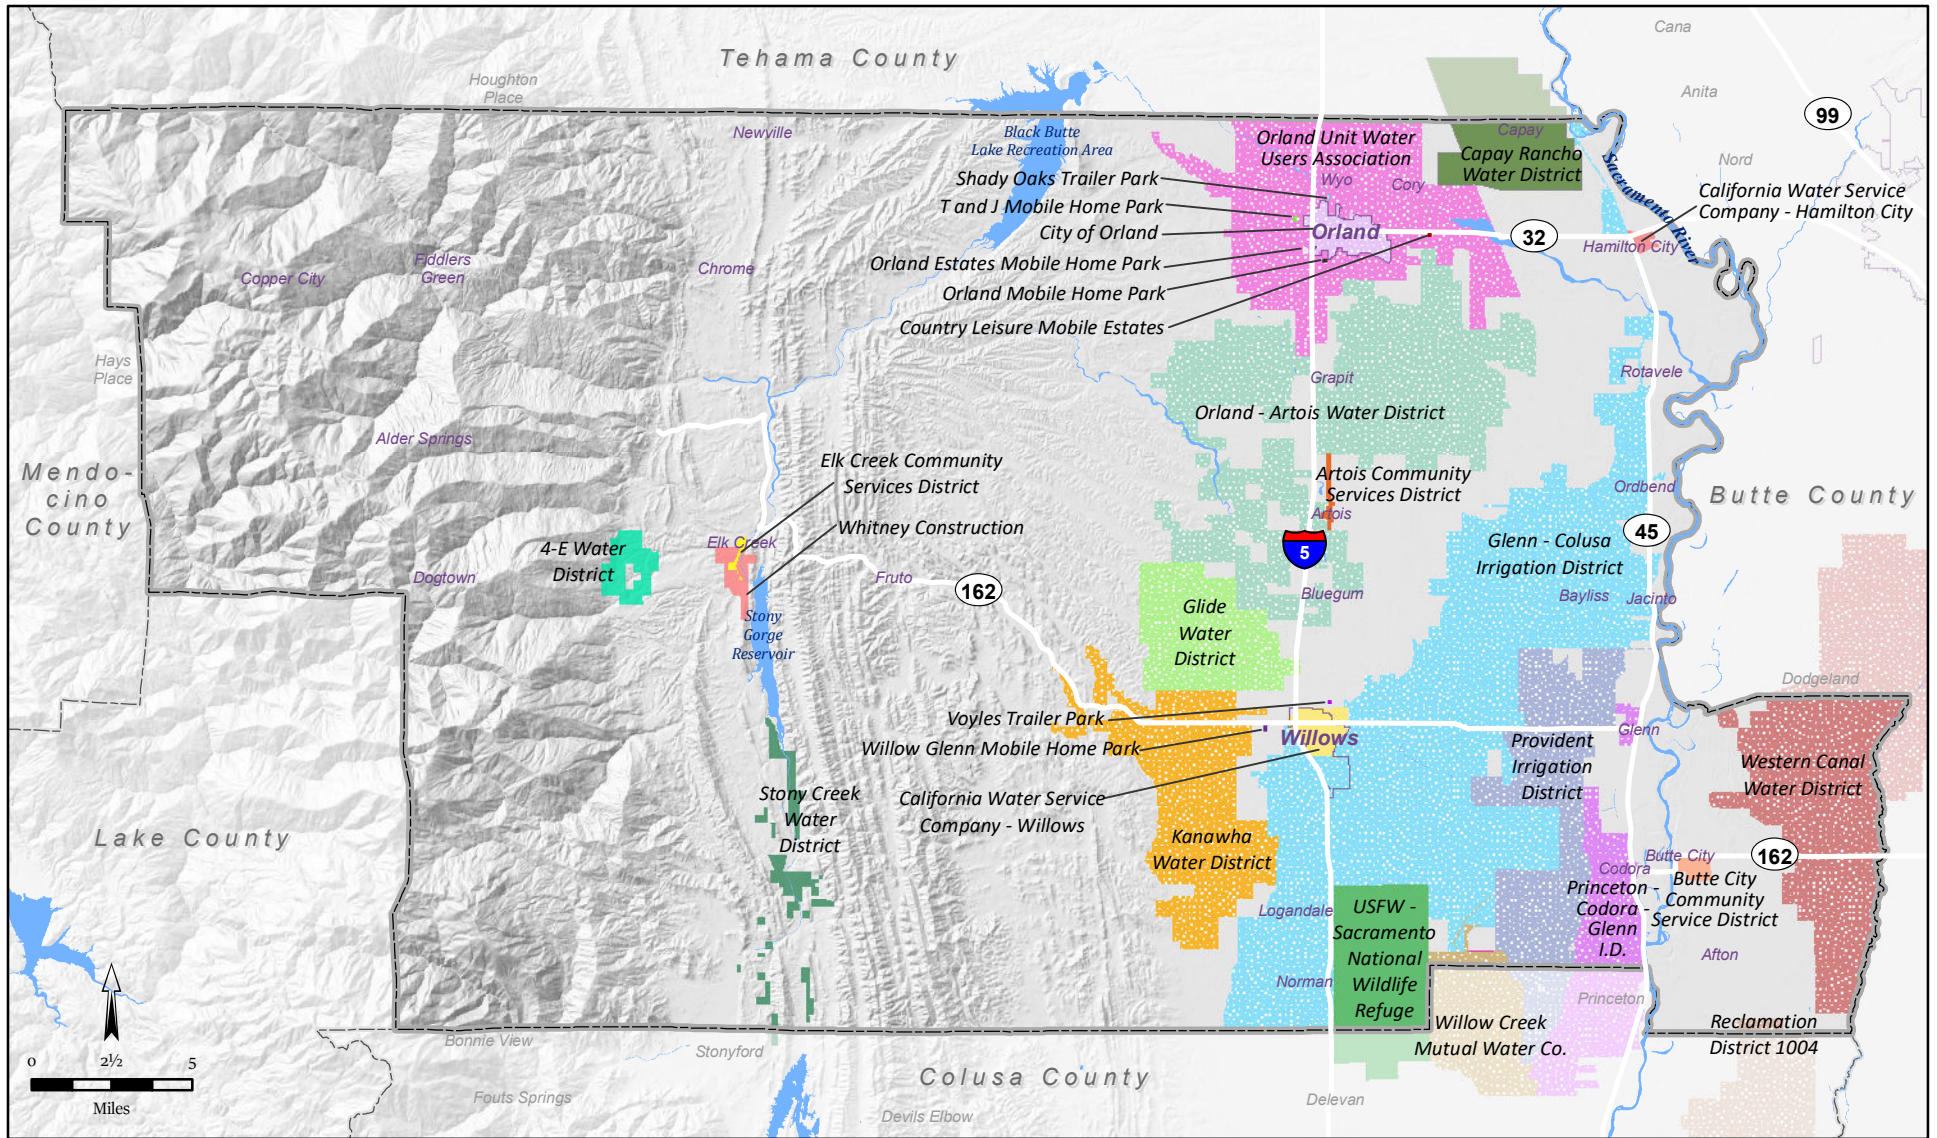 Cana
Tehama County
Houghton
Place
Anita
99
Newville
Black Butte
Lake Recreation Area
Orland Unit Water
Users Association
Capay
Capay Rancho
Water District
Nord
Sacramento River
Shady Oaks Trailer Park
Wyo
Cory
California Water Service
Company - Hamilton City
T and J Mobile Home Park
City of Orland
Orland
32
Hamilton City
Orland Estates Mobile Home Park
Copper City
Fiddlers
Green
Chrome
Orland Mobile Home Park
Country Leisure Mobile Estates
Hays
Place
Grapit
Rotavele
Orland - Artois Water District
Alder Springs
Mendo-
cino
County
Elk Creek Community
Services District
Artois Community
Services District
Ordbend
Butte County
Whitney Construction
Artois
45
4-E Water
District
Elk Creek
5
Glenn - Colusa
Irrigation District
Dogtown
Fruto
162
Bluegum
Bayliss
Jacinto
Glide
Water
District
Stony
Gorge
Reservoir
Dodgeland
Voyles Trailer Park
Willow Glenn Mobile Home Park
Willows
Glenn
Provident
Irrigation
District
Western Canal
Water District
Stony Creek
Water
District
California Water Service
Company - Willows
Lake County
Kanawha
Water District
Butte City
162
Codora
Princeton -
Codora -
Glenn
I.D.
Butte City
Community
Service District
Logandale
USFW -
Sacramento
National
Wildlife
Refuge
Afton
Norman
Princeton
Willow Creek
Mutual Water Co.
Reclamation
District 1004
Bonnie View
Stonyford
0 2½ 5
Miles
Colusa County
Fouts Springs
Devils Elbow
Delevan